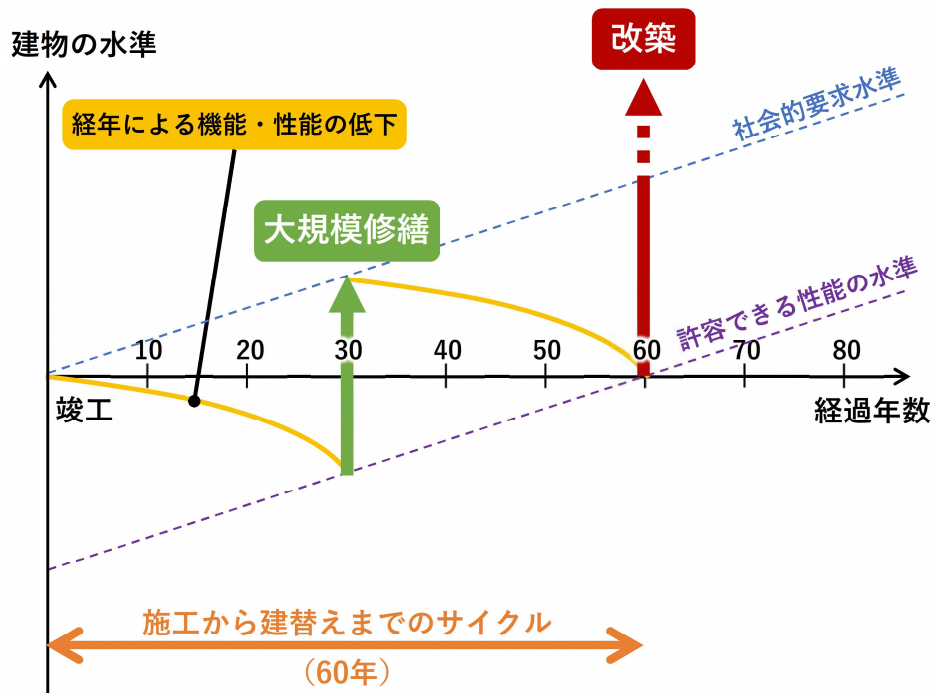 建物の水準
改築
経年による機能・性能の低下
社会的要求水準
大規模修繕
許容できる性能の水準
10 20 30 40 50 60 70 80
竣工
経過年数
施工から建替えまでのサイクル
（60年）